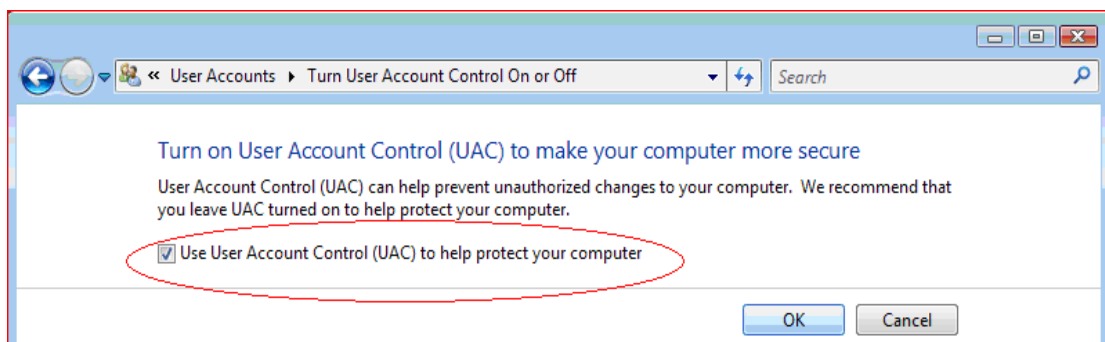 « User Accounts ▸ Turn User Account Control On or Off Search
Turn on User Account Control (UAC) to make your computer more secure
User Account Control (UAC) can help prevent unauthorized changes to your computer. We recommend that
you leave UAC turned on to help protect your computer.
Use User Account Control (UAC) to help protect your computer
OK Cancel